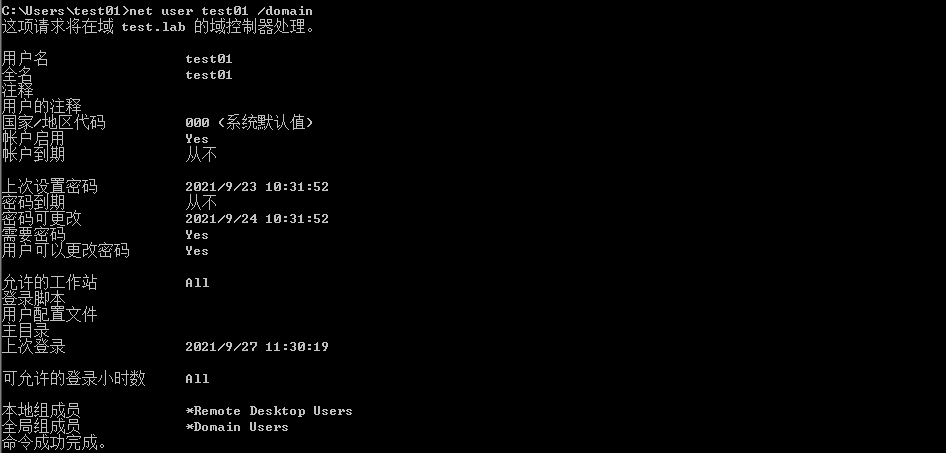 C:\Users\test01>net user test01 /domain
这项请求将在域 test.lab 的域控制器处理。
用户名 test01
全名 test01
注释
用户的注释
国家/地区代码 000 (系统默认值)
帐户启用 Yes
帐户到期 从不
上次设置密码 2021/9/23 10:31:52
密码到期 从不
密码可更改 2021/9/24 10:31:52
需要密码 Yes
用户可以更改密码 Yes
允许的工作站 All
登录脚本
用户配置文件
主目录
上次登录 2021/9/27 11:30:19
可允许的登录小时数 All
本地组成员 *Remote Desktop Users
全局组成员 *Domain Users
命令成功完成。